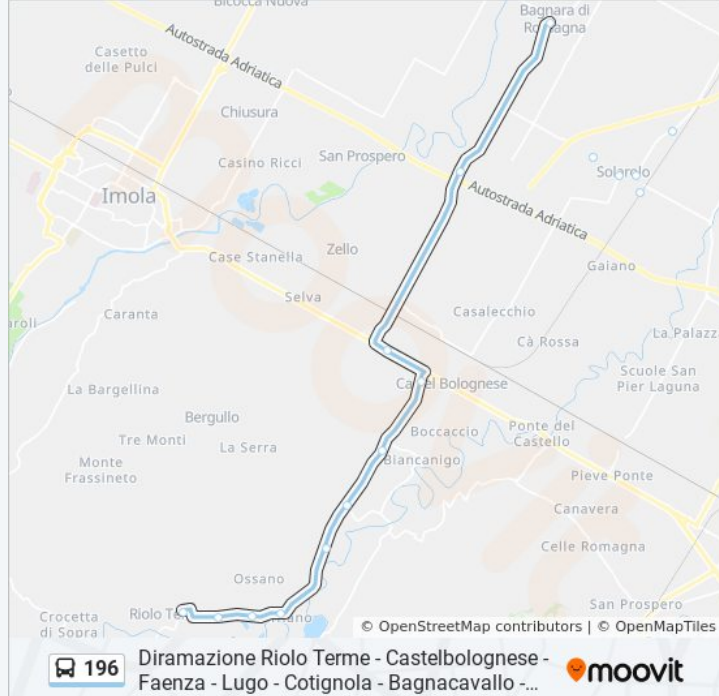 Bicocca Nuova
Bagnara di
Romagna
Casetto
delle Pulci
Autostrada Adriatica
Chiusura
San Prospero
Casino Ricci
Solarolo
Imola
Autostrada Adriatica
Zello
Case Stanella
Gaiano
Selva
Casalecchio
Caranta
La Palazz
Cà Rossa
Scuole San
Pier Laguna
La Bargellina
Castel Bolognese
Bergullo
Boccaccio
Ponte del
Castello
Tre Monti
La Serra
Biancanigo
Monte
Frassineto
Pieve Ponte
Canavera
Celle Romagna
Ossano
San Prospero
Crocetta
di Sopra
Riolo Te
© OpenStreetMap contributors | © OpenMapTiles
196
Diramazione Riolo Terme - Castelbolognese -
Faenza - Lugo - Cotignola - Bagnacavallo -...
moovit